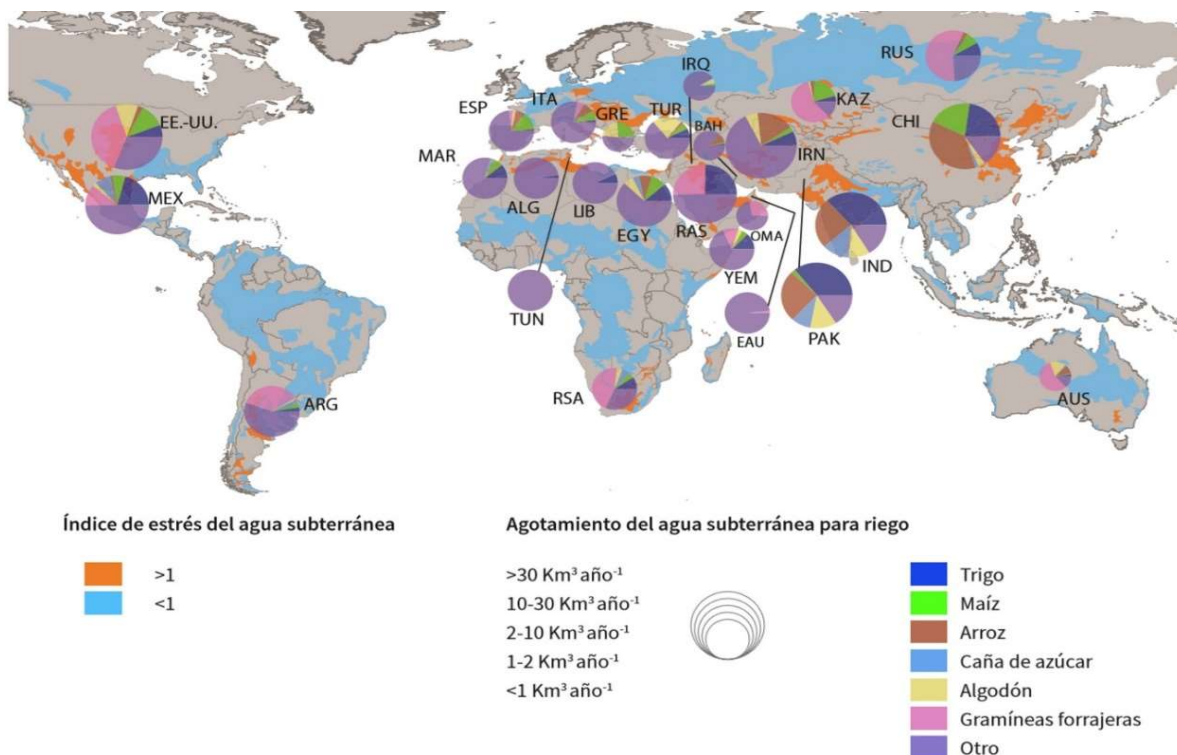 RUS
IRQ
KAZ
ESP
ITA
GRE
TUR
BAH
CHI
EE.-UU.
IRN
MAR
MEX
ALG
LIB
EGY
RAS
OMA
YEM
IND
TUN
EAU
PAK
RSA
ARG
AUS
Índice de estrés del agua subterránea
>1
<1
Agotamiento del agua subterránea para riego
>30 Km³ año⁻¹
10-30 Km³ año⁻¹
2-10 Km³ año⁻¹
1-2 Km³ año⁻¹
<1 Km³ año⁻¹
Trigo
Maíz
Arroz
Caña de azúcar
Algodón
Gramíneas forrajeras
Otro